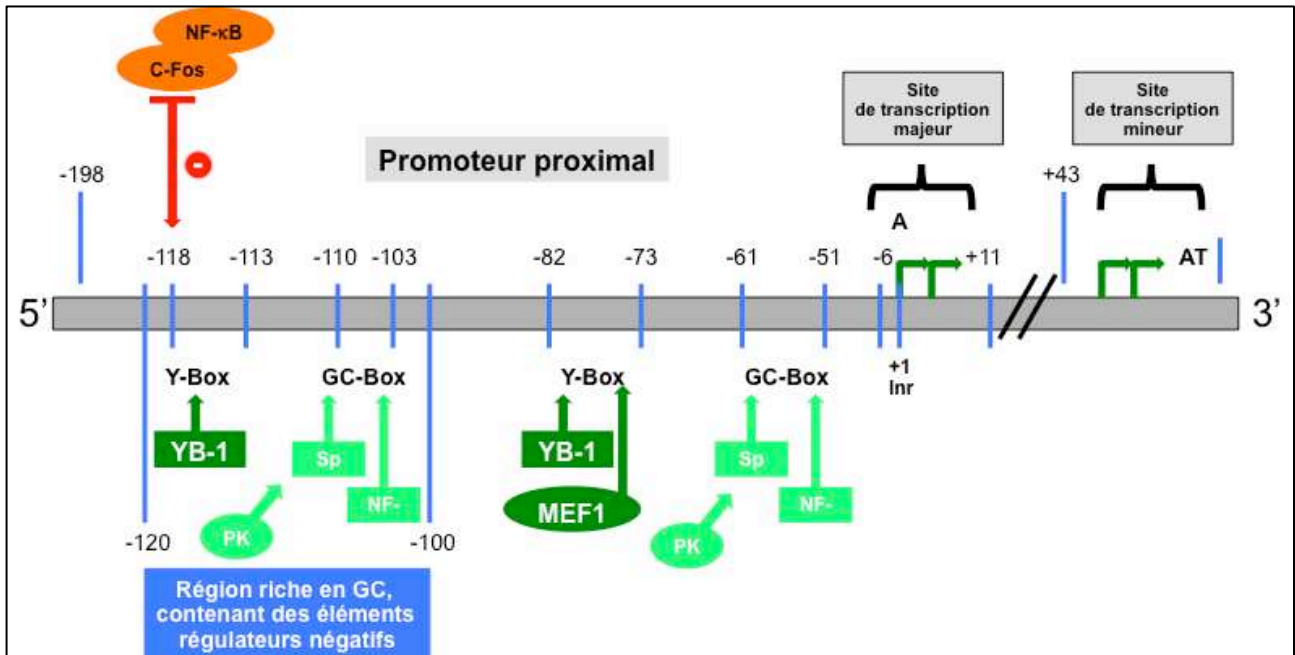 NF-κB
C-Fos
Site
de transcription
majeur
Site
de transcription
mineur
Promoteur proximal
-198
+43
A
AT
-118
-113
-110
-103
-82
-73
-61
-51
-6
+11
5’
3’
Y-Box
GC-Box
Y-Box
GC-Box
+1
Inr
YB-1
Sp
YB-1
Sp
NF-
MEF1
NF-
PK
PK
-120
-100
Région riche en GC,
contenant des éléments
régulateurs négatifs